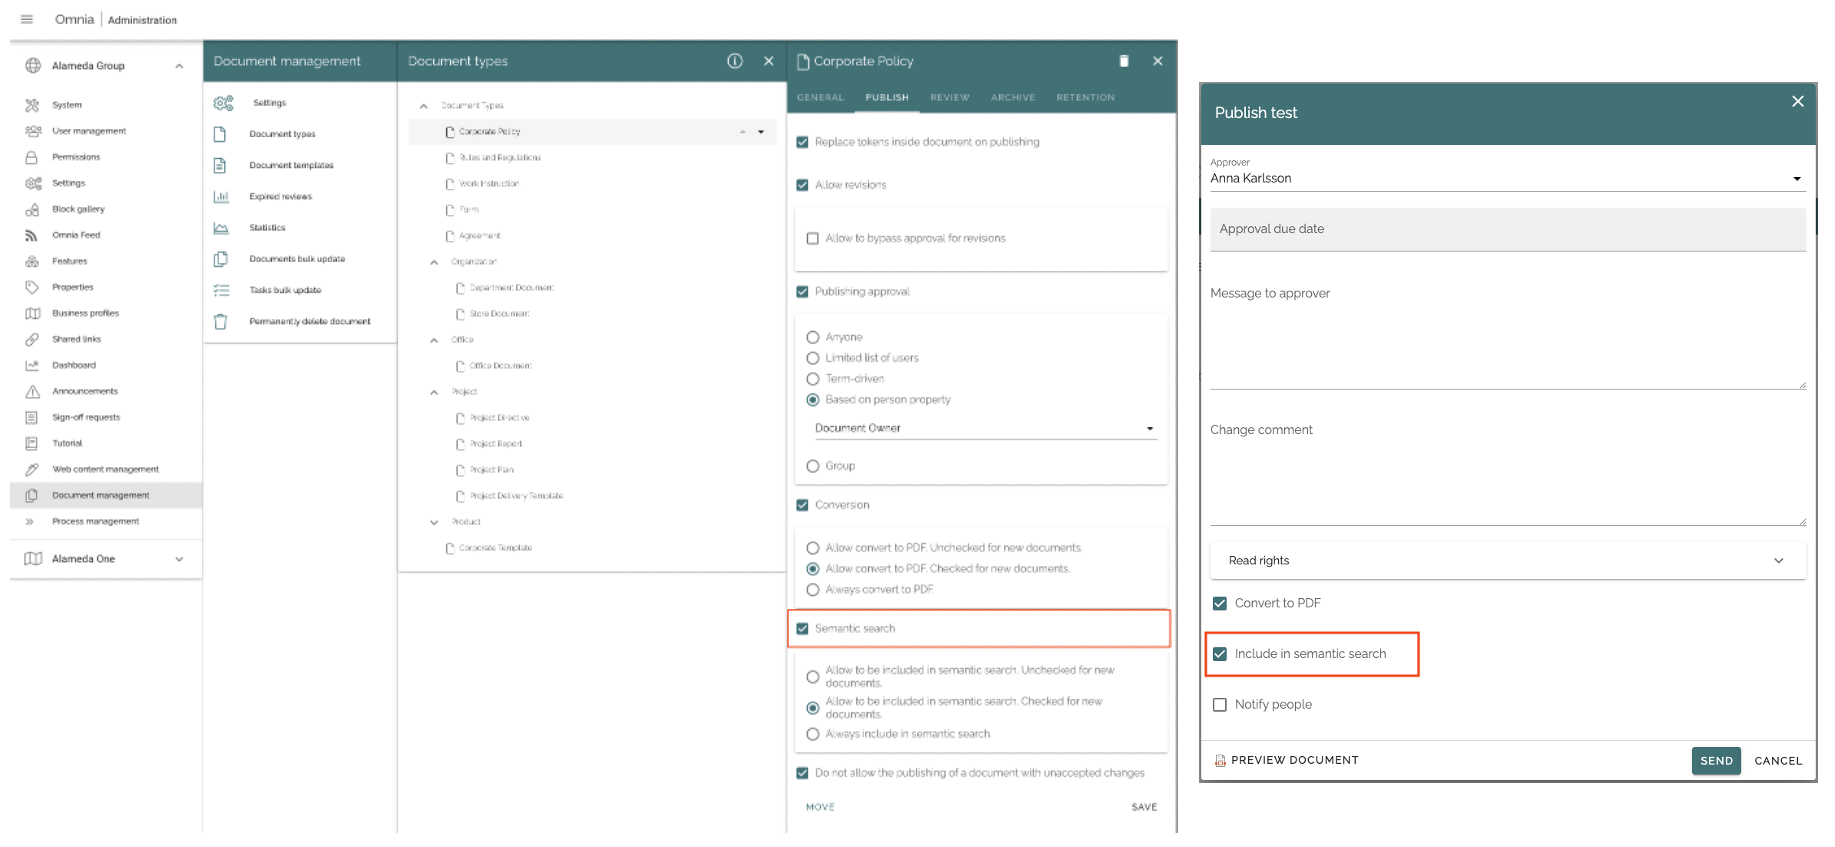 Omnia
Administration
Alameda Group
System
User management
Permissions
Settings
Block gallery
Omnia Feed
Features
Properties
Business profiles
Shared links
Dashboard
Announcements
Sign-off requests
Tutorial
Web content management
Document management
Process management
Alameda One
Document management
Settings
Document types
Document templates
Expired reviews
Statistics
Documents bulk update
Tasks bulk update
Permanently delete document
Document types
Document Types
Corporate Policy
Rules and Regulations
Work Instruction
Form
Agreement
Organization
Department Document
Store Document
Office
Office Document
Project
Project Directive
Project Report
Project Plan
Project Delivery Template
Product
Corporate Template
Corporate Policy
GENERAL
PUBLISH
REVIEW
ARCHIVE
RETENTION
Replace tokens inside document on publishing
Allow revisions
Allow to bypass approval for revisions
Publishing approval
Anyone
Limited list of users
Term-driven
Based on person property
Document Owner
Group
Conversion
Allow convert to PDF. Unchecked for new documents.
Allow convert to PDF. Checked for new documents.
Always convert to PDF.
Semantic search
Allow to be included in semantic search. Unchecked for new
documents.
Allow to be included in semantic search. Checked for new
documents.
Always include in semantic search
Do not allow the publishing of a document with unaccepted changes
MOVE
SAVE
Publish test
Approver
Anna Karlsson
Approval due date
Message to approver
Change comment
Read rights
Convert to PDF
Include in semantic search
Notify people
PREVIEW DOCUMENT
SEND
CANCEL